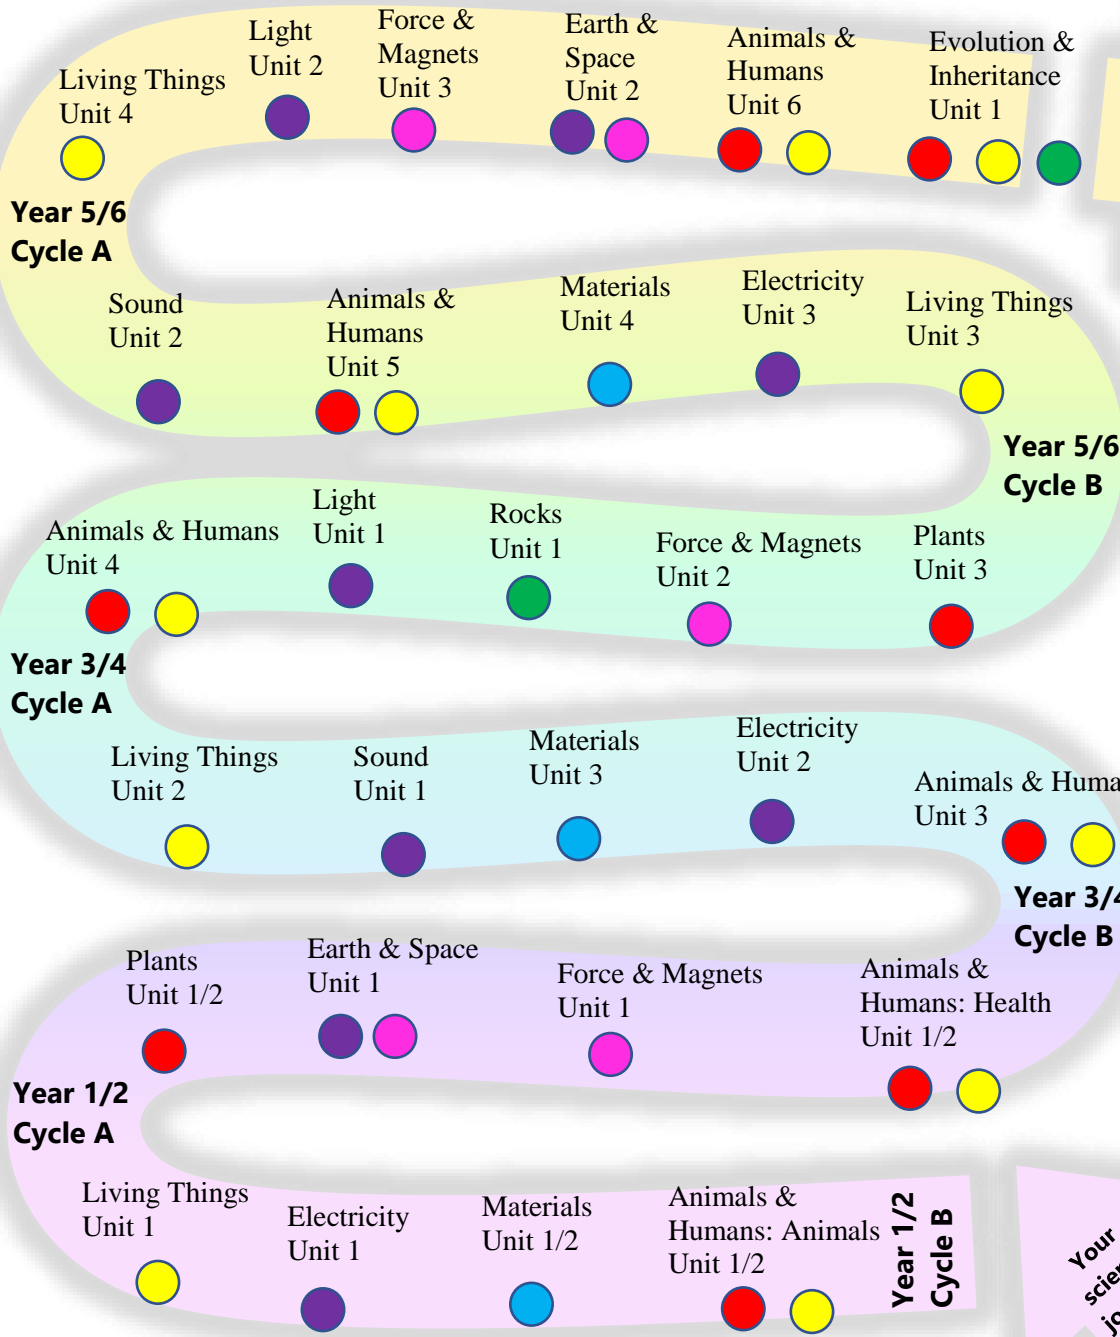 Living Things
Unit 4
Light
Unit 2
Force &
Magnets
Unit 3
Earth &
Space
Unit 2
Animals &
Humans
Unit 6
Evolution &
Inheritance
Unit 1
Year 5/6
Cycle A
Sound
Unit 2
Animals &
Humans
Unit 5
Materials
Unit 4
Electricity
Unit 3
Living Things
Unit 3
Year 5/6
Cycle B
Animals & Humans
Unit 4
Light
Unit 1
Rocks
Unit 1
Force & Magnets
Unit 2
Plants
Unit 3
Year 3/4
Cycle A
Living Things
Unit 2
Sound
Unit 1
Materials
Unit 3
Electricity
Unit 2
Animals & Huma
Unit 3
Year 3/4
Cycle B
Plants
Unit 1/2
Earth & Space
Unit 1
Force & Magnets
Unit 1
Animals &
Humans: Health
Unit 1/2
Year 1/2
Cycle A
Living Things
Unit 1
Electricity
Unit 1
Materials
Unit 1/2
Animals &
Humans: Animals
Unit 1/2
Year 1/2
Cycle B
Your